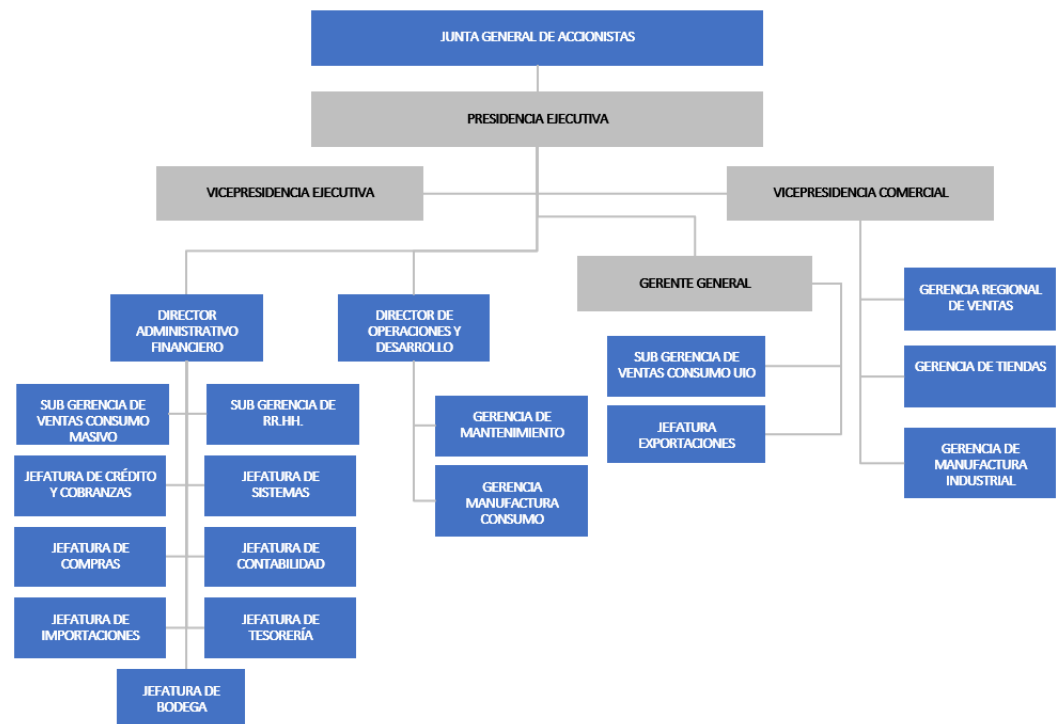 JUNTA GENERAL DE ACCIONISTAS
PRESIDENCIA EJECUTIVA
VICEPRESIDENCIA EJECUTIVA
VICEPRESIDENCIA COMERCIAL
GERENTE GENERAL
GERENCIA REGIONAL
DE VENTAS
DIRECTOR
ADMINISTRATIVO
FINANCIERO
DIRECTOR DE
OPERACIONES Y
DESARROLLO
SUB GERENCIA DE
VENTAS CONSUMO UIO
GERENCIA DE TIENDAS
SUB GERENCIA DE
VENTAS CONSUMO
MASIVO
SUB GERENCIA DE
RR.HH.
GERENCIA DE
MANTENIMIENTO
JEFATURA
EXPORTACIONES
GERENCIA DE
MANUFACTURA
INDUSTRIAL
JEFATURA DE CRÉDITO
Y COBRANZAS
JEFATURA DE
SISTEMAS
GERENCIA
MANUFACTURA
CONSUMO
JEFATURA DE
COMPRAS
JEFATURA DE
CONTABILIDAD
JEFATURA DE
IMPORTACIONES
JEFATURA DE
TESORERÍA
JEFATURA DE
BODEGA